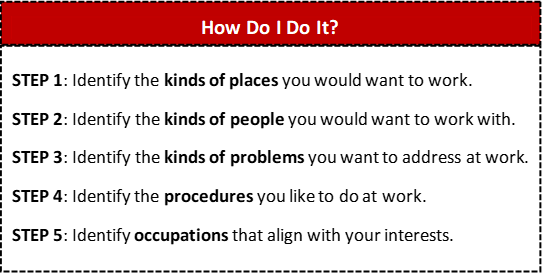 How Do I Do It?
STEP 1: Identify the kinds of places you would want to work.
STEP 2: Identify the kinds of people you would want to work with.
STEP 3: Identify the kinds of problems you want to address at work.
STEP 4: Identify the procedures you like to do at work.
STEP 5: Identify occupations that align with your interests.